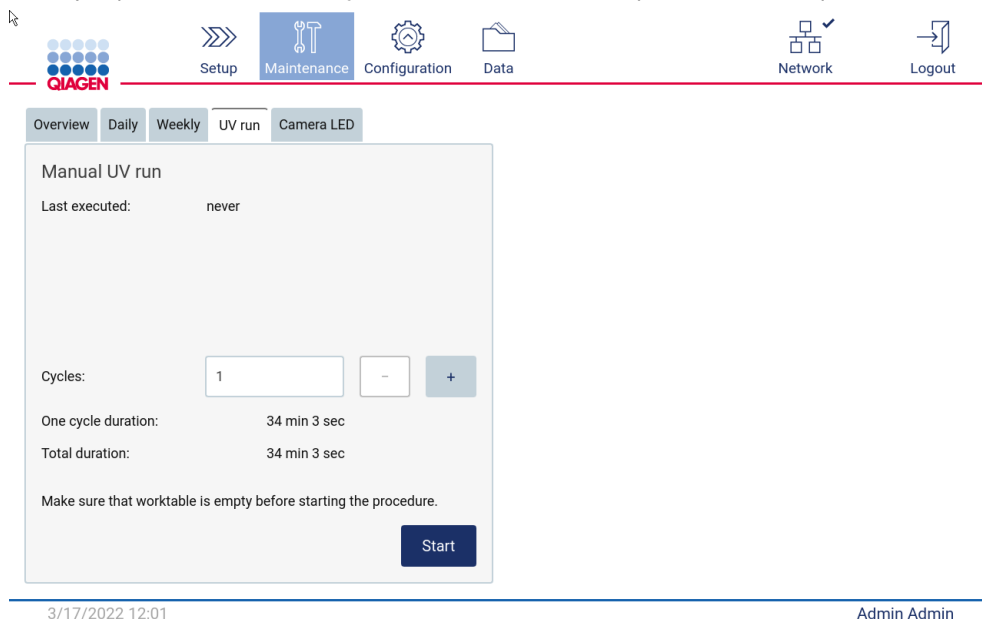 Setup Maintenance Configuration Data Network Logout
QIAGEN
Overview Daily Weekly UV run Camera LED
Manual UV run
Last executed: never
Cycles: 1 - +
One cycle duration: 34 min 3 sec
Total duration: 34 min 3 sec
Make sure that worktable is empty before starting the procedure.
Start
3/17/2022 12:01 Admin Admin